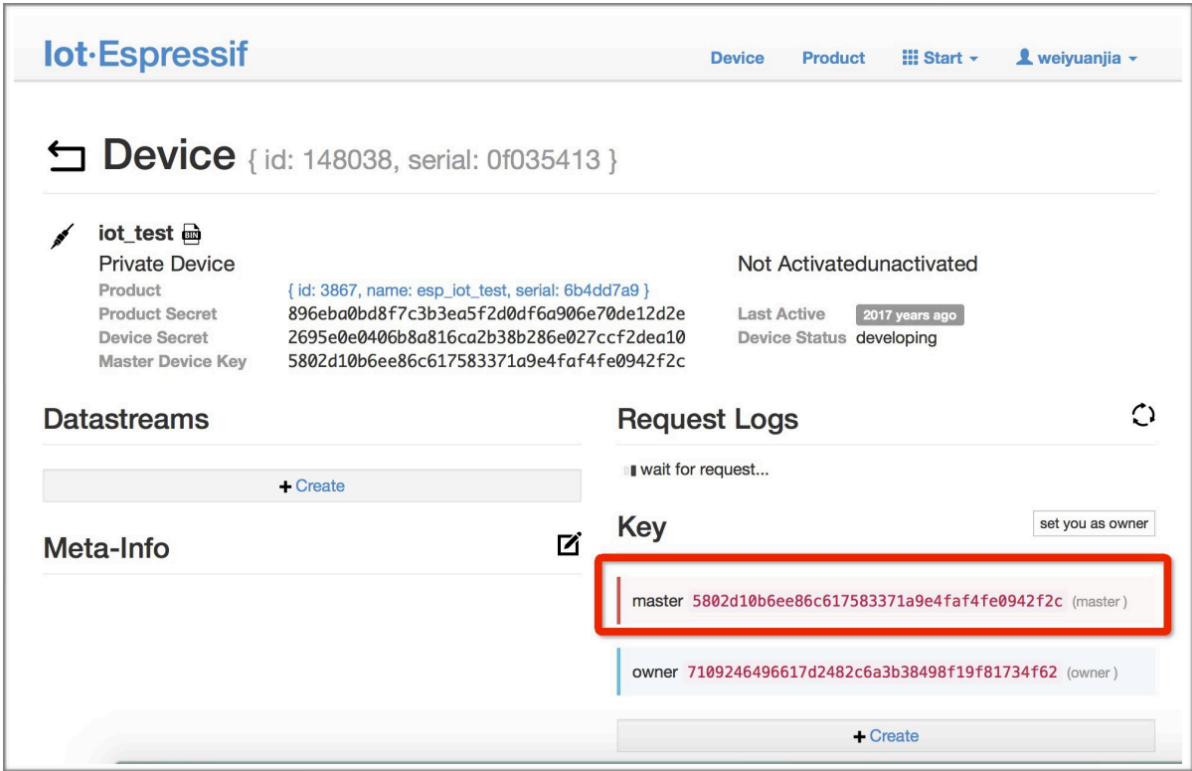 Iot·Espressif
Device Product Start weiyuanjia
Device { id: 148038, serial: 0f035413 }
iot_test BIN
Private Device
Not Activatedunactivated
Product { id: 3867, name: esp_iot_test, serial: 6b4dd7a9 }
Product Secret 896eba0bd8f7c3b3ea5f2d0df6a906e70de12d2e
Last Active 2017 years ago
Device Secret 2695e0e0406b8a816ca2b38b286e027ccf2dea10
Device Status developing
Master Device Key 5802d10b6ee86c617583371a9e4faf4fe0942f2c
Datastreams
+ Create
Meta-Info
Request Logs
wait for request...
Key
set you as owner
master 5802d10b6ee86c617583371a9e4faf4fe0942f2c (master )
owner 7109246496617d2482c6a3b38498f19f81734f62 (owner )
+ Create